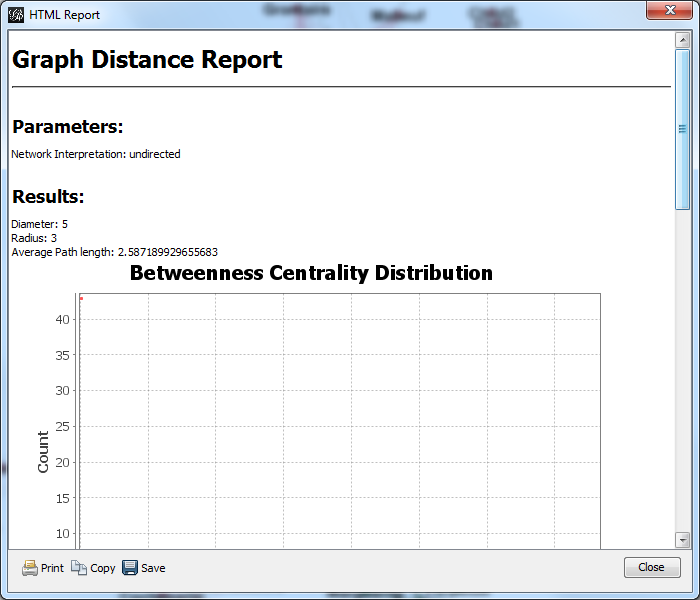 HTML Report
Graph Distance Report
Parameters:
Network Interpretation: undirected
Results:
Diameter: 5
Radius: 3
Average Path length: 2.587189929655683
Betweenness Centrality Distribution
40
35
30
25
20
15
10
Count
Print Copy Save Close